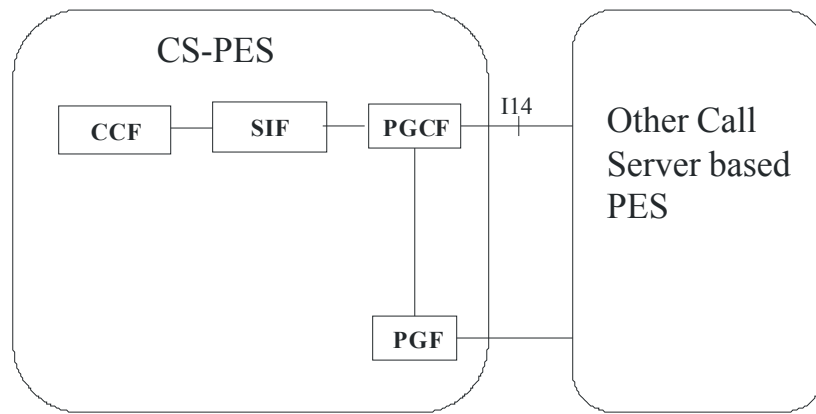 CS-PES
CCF
SIF
PGCF
I14
Other Call
Server based
PES
PGF